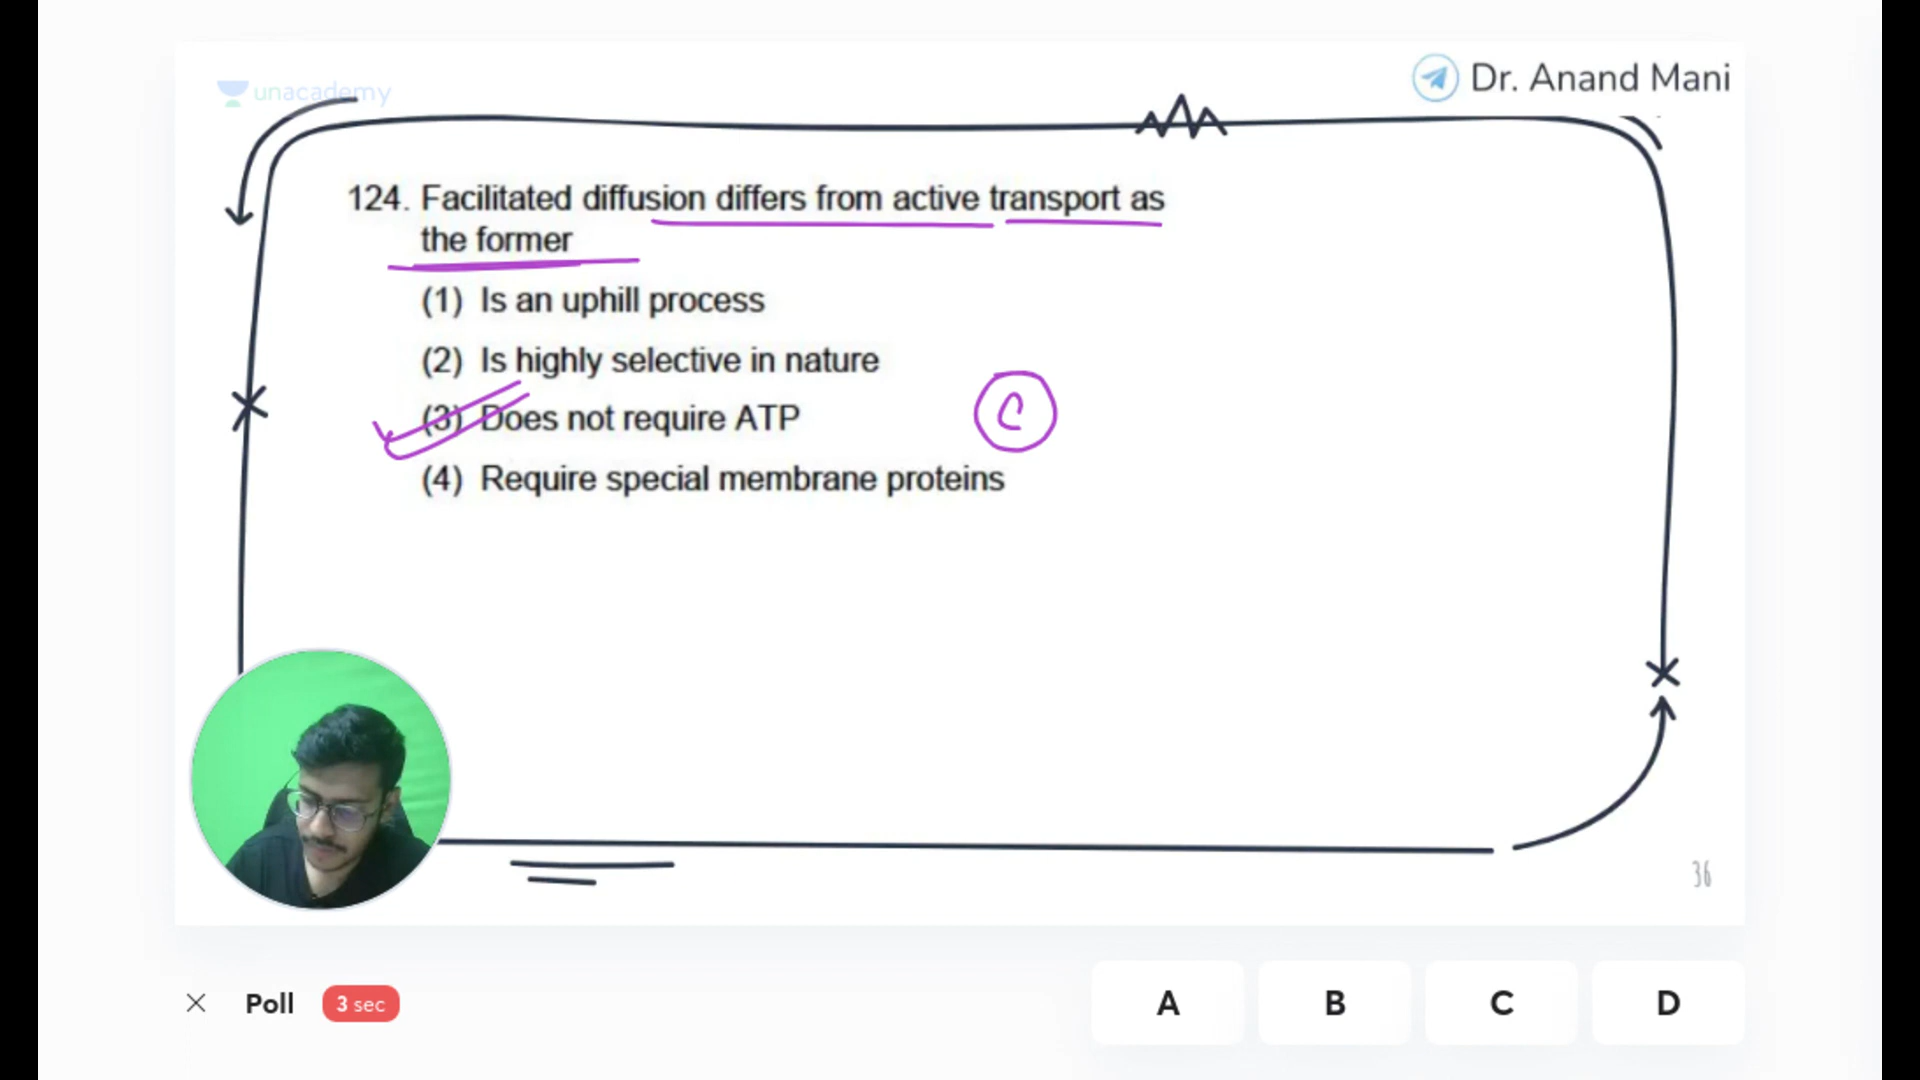 unacademy
Dr. Anand Mani
124. Facilitated diffusion differs from active transport as
the former
(1) Is an uphill process
(2) Is highly selective in nature
(3) Does not require ATP
C
(4) Require special membrane proteins
36
Poll 3 sec A B C D